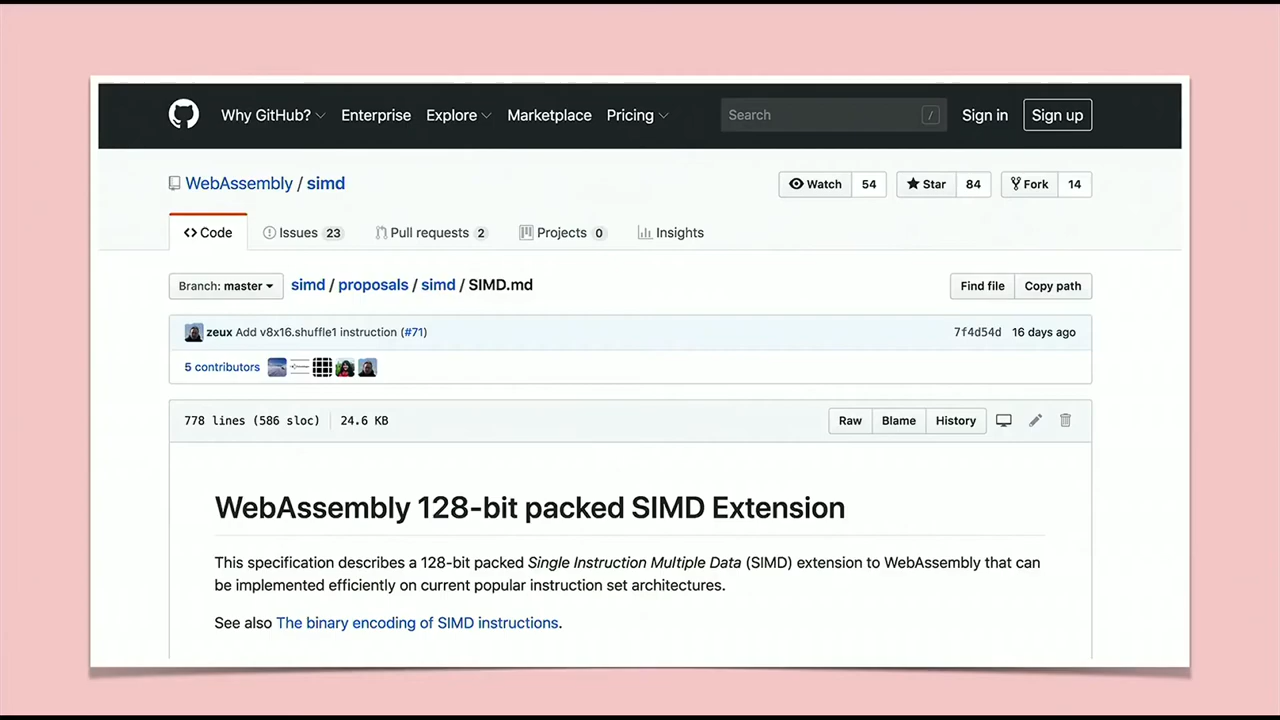 Why GitHub? Enterprise Explore Marketplace Pricing Search / Sign in Sign up
WebAssembly / simd Watch 54 Star 84 Fork 14
Code Issues 23 Pull requests 2 Projects 0 Insights
Branch: master simd / proposals / simd / SIMD.md Find file Copy path
zeux Add v8x16.shuffle1 instruction (#71) 7f4d54d 16 days ago
5 contributors
778 lines (586 sloc) 24.6 KB Raw Blame History
WebAssembly 128-bit packed SIMD Extension
This specification describes a 128-bit packed Single Instruction Multiple Data (SIMD) extension to WebAssembly that can
be implemented efficiently on current popular instruction set architectures.
See also The binary encoding of SIMD instructions.